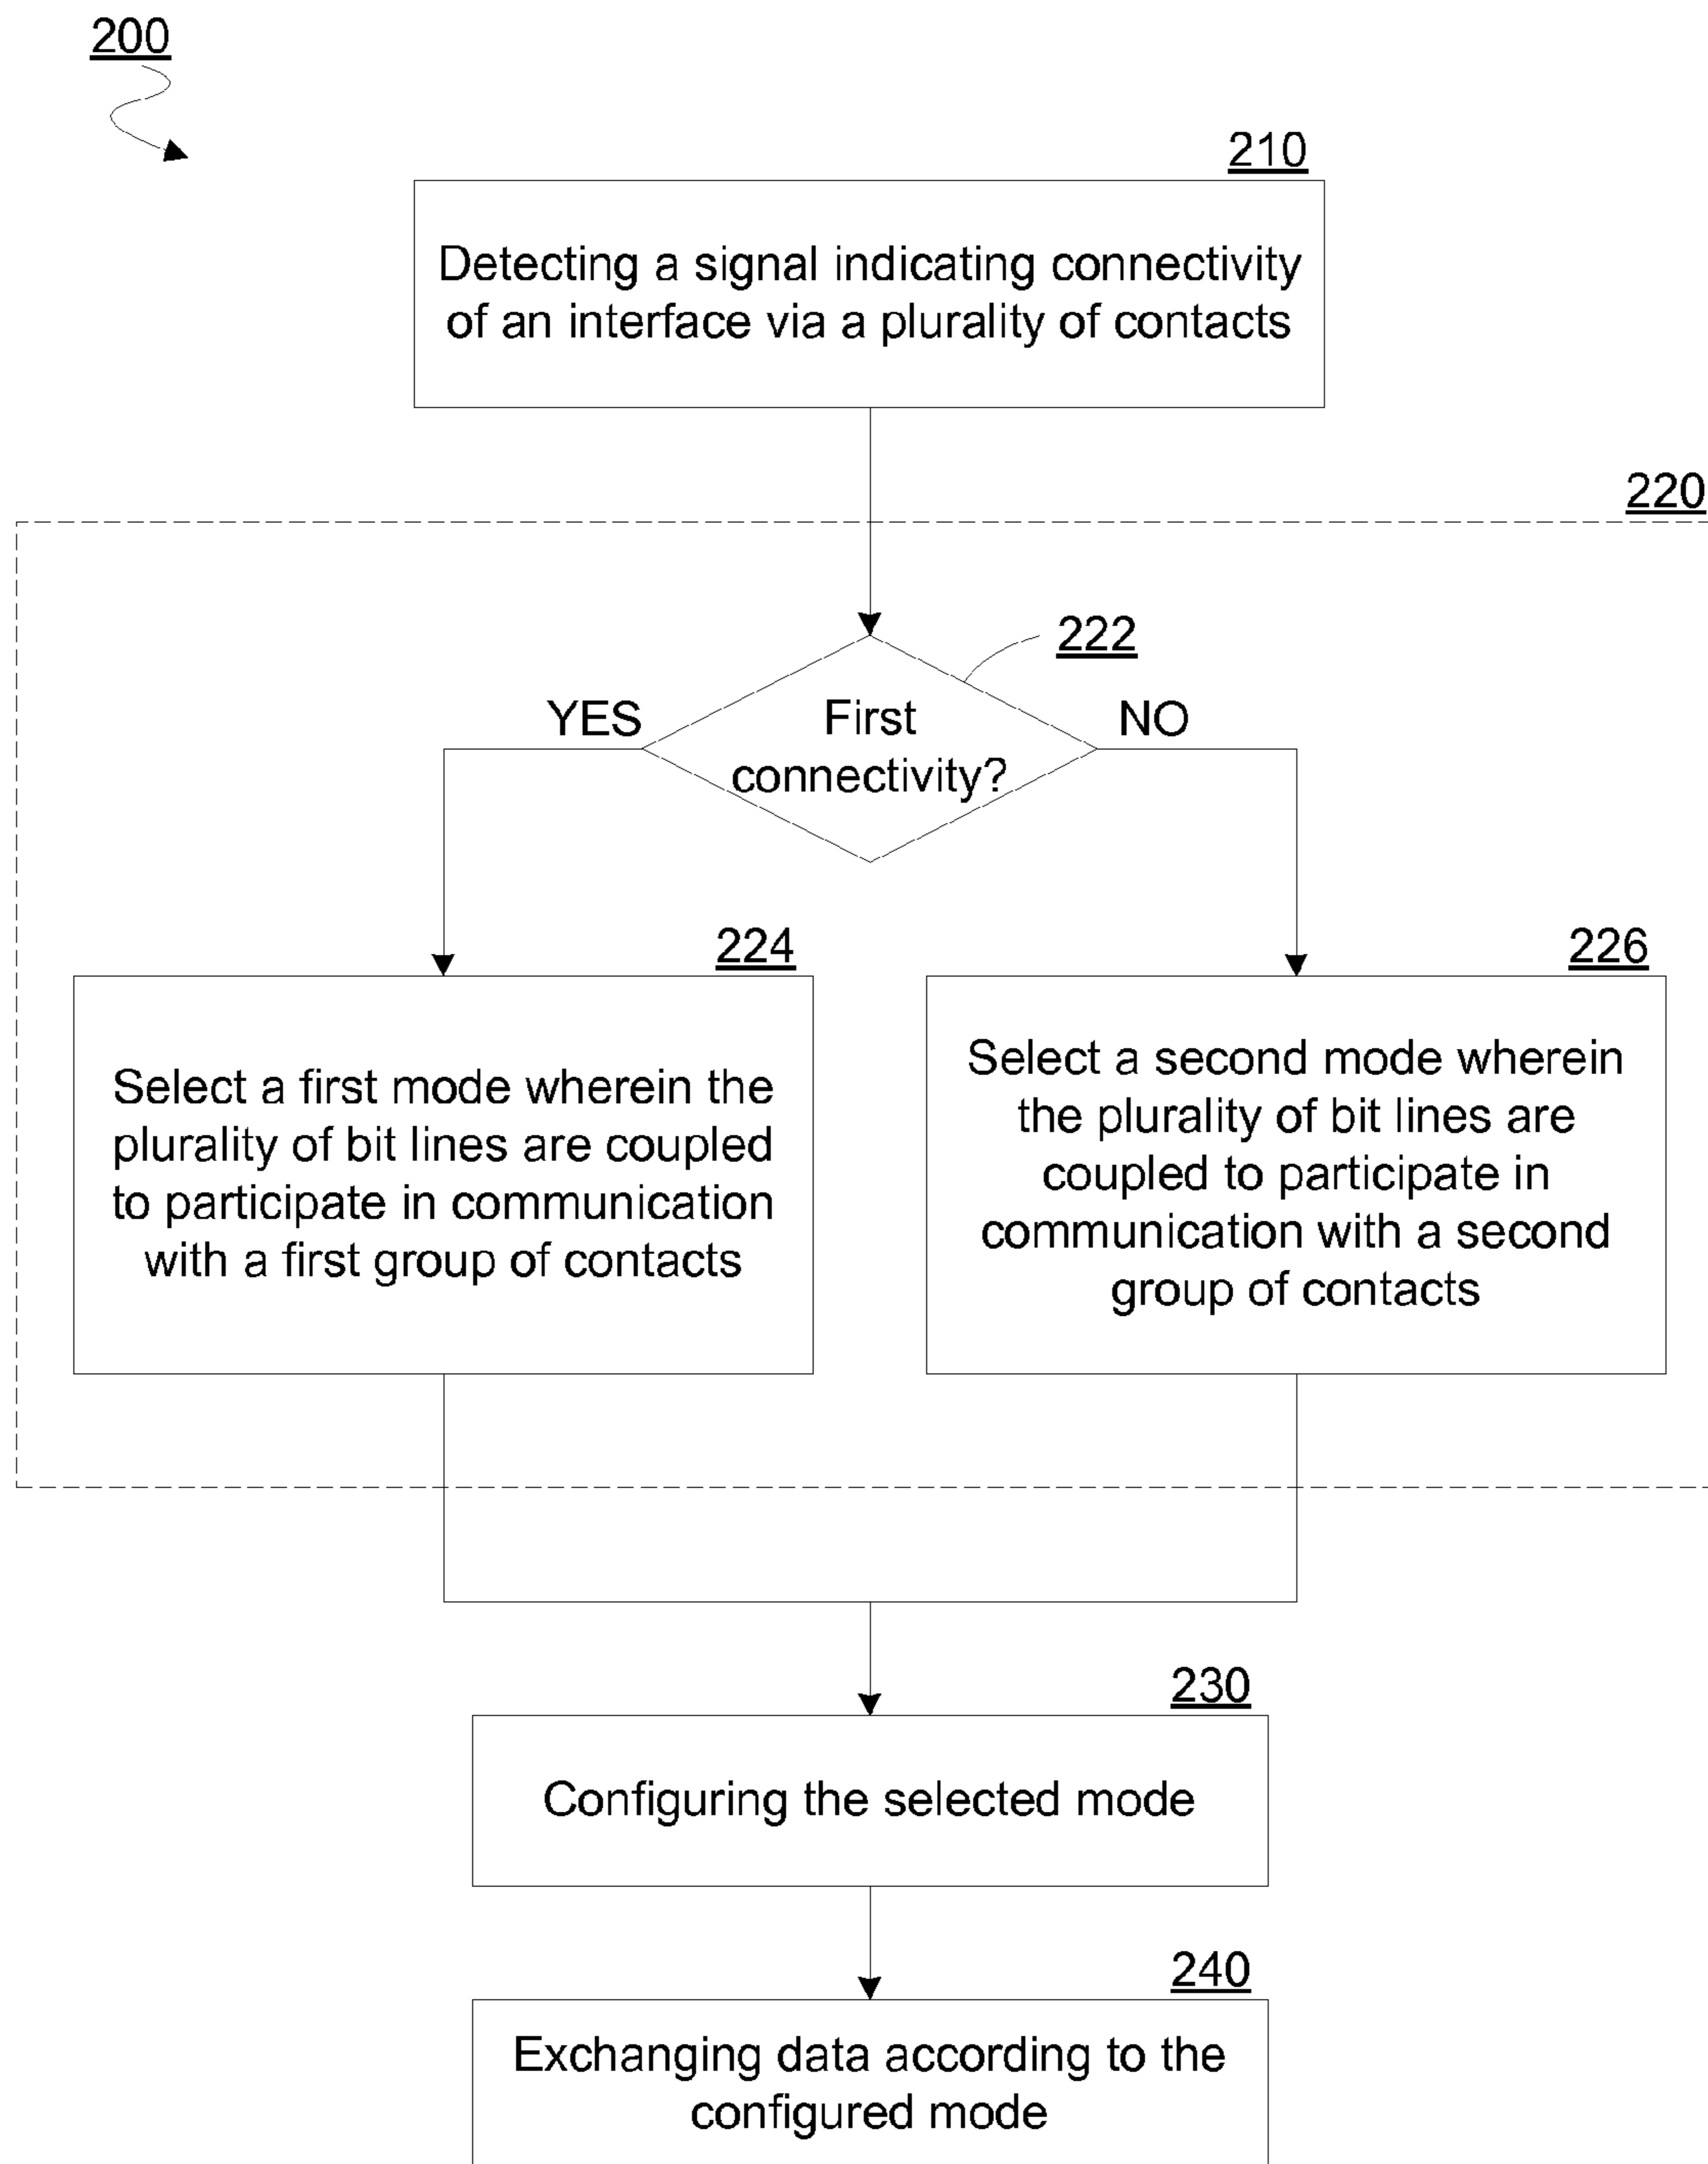 200
210
Detecting a signal indicating connectivity
of an interface via a plurality of contacts
220
222
YES
First
connectivity?
NO
224
Select a first mode wherein the
plurality of bit lines are coupled
to participate in communication
with a first group of contacts
226
Select a second mode wherein
the plurality of bit lines are
coupled to participate in
communication with a second
group of contacts
230
Configuring the selected mode
240
Exchanging data according to the
configured mode